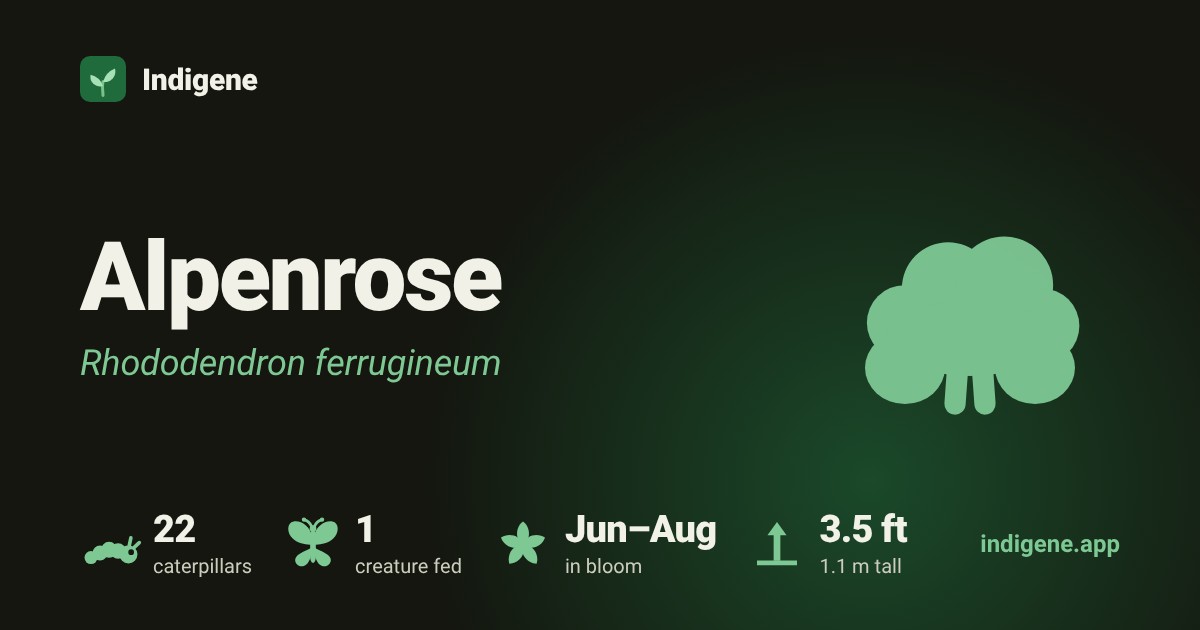 Indigene
Alpenrose
Rhododendron ferrugineum
22
caterpillars
1
creature fed
Jun–Aug
in bloom
3.5 ft
1.1 m tall
indigene.app